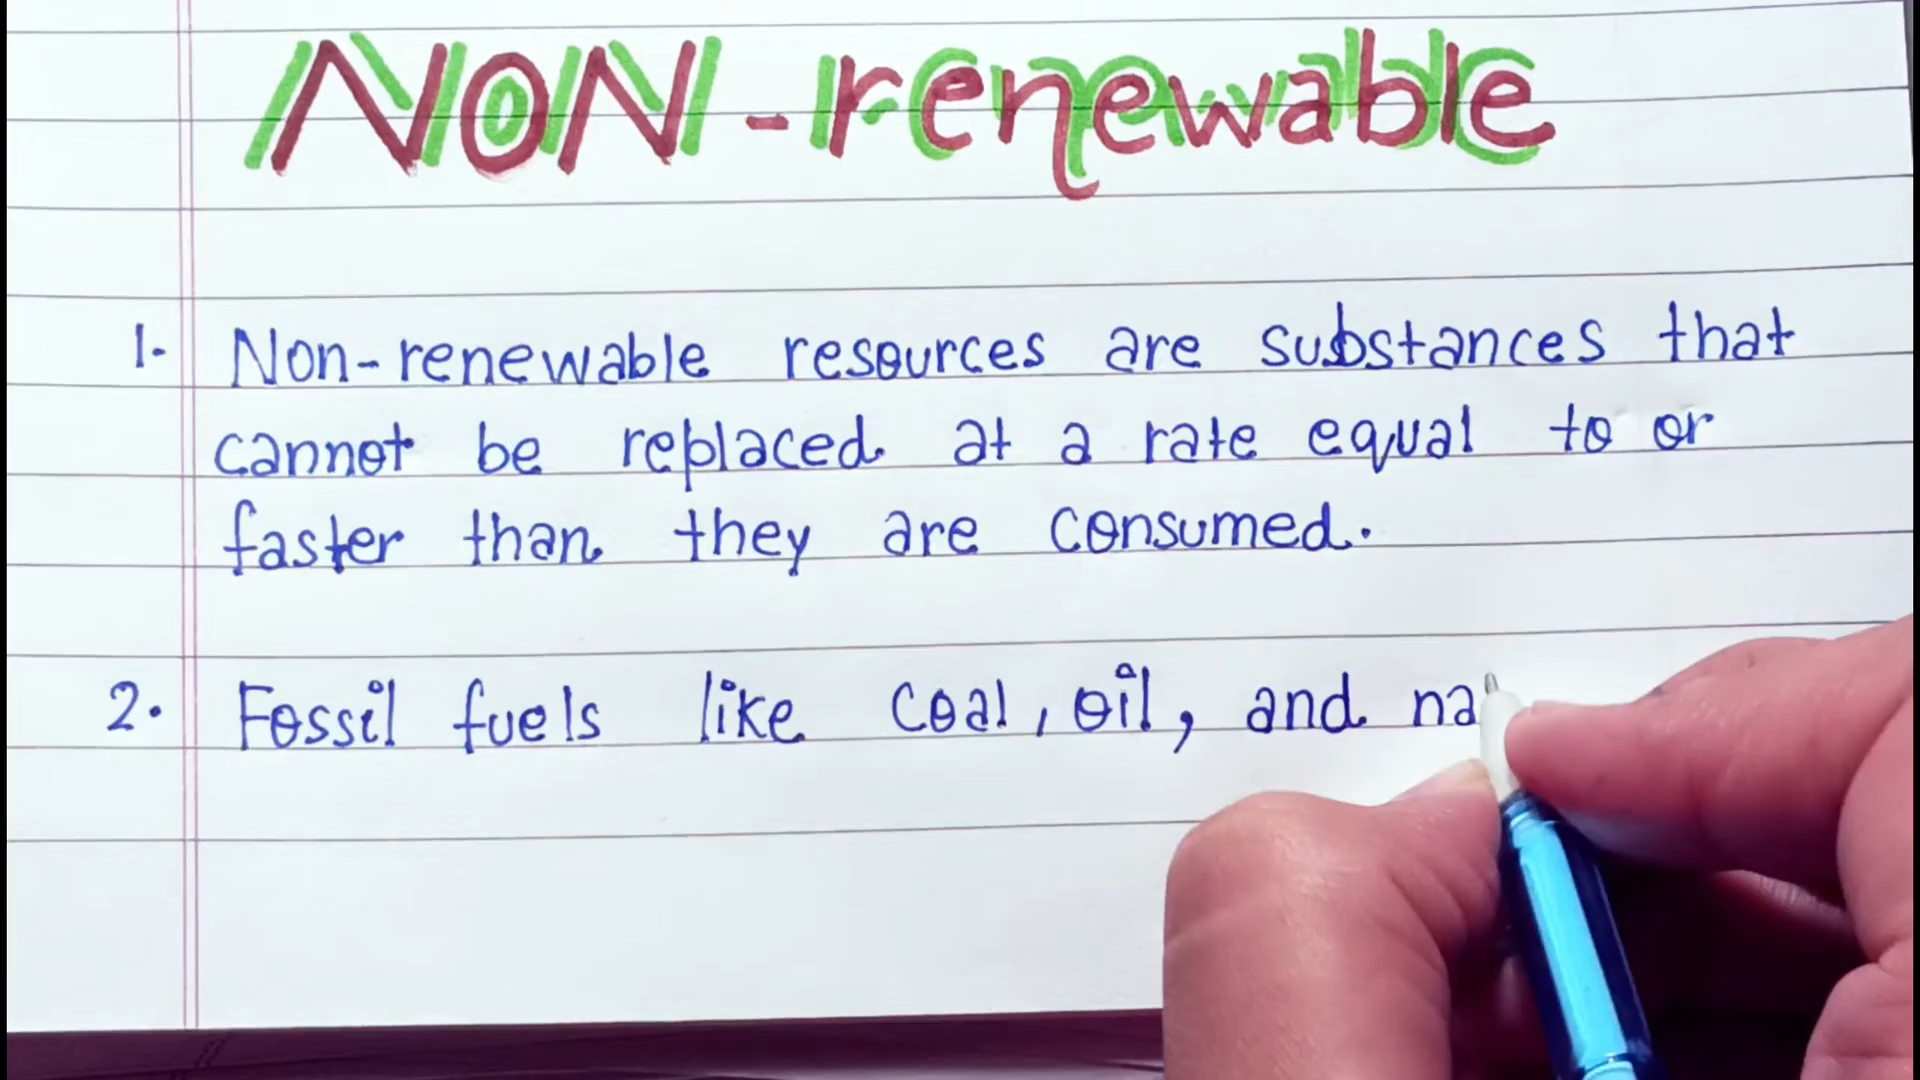 NON-renewable
1. Non-renewable resources are substances that
cannot be replaced at a rate equal to or
faster than they are consumed.
2. Fossil fuels like coal, oil, and na